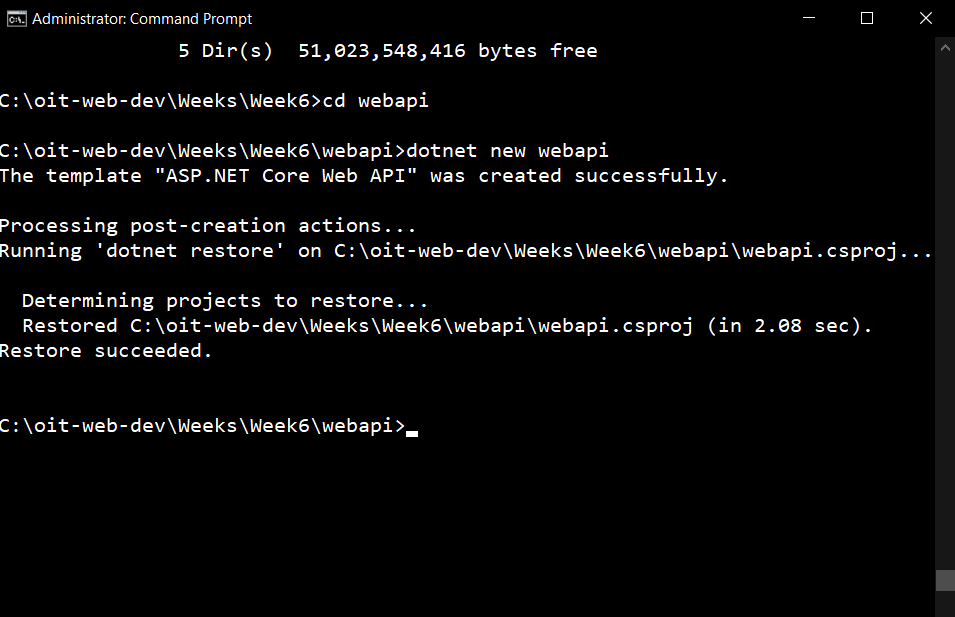 Administrator: Command Prompt
5 Dir(s)  51,023,548,416 bytes free
C:\oit-web-dev\Weeks\Week6>cd webapi
C:\oit-web-dev\Weeks\Week6\webapi>dotnet new webapi
The template "ASP.NET Core Web API" was created successfully.
Processing post-creation actions...
Running 'dotnet restore' on C:\oit-web-dev\Weeks\Week6\webapi\webapi.csproj...
Determining projects to restore...
Restored C:\oit-web-dev\Weeks\Week6\webapi\webapi.csproj (in 2.08 sec).
Restore succeeded.
C:\oit-web-dev\Weeks\Week6\webapi>